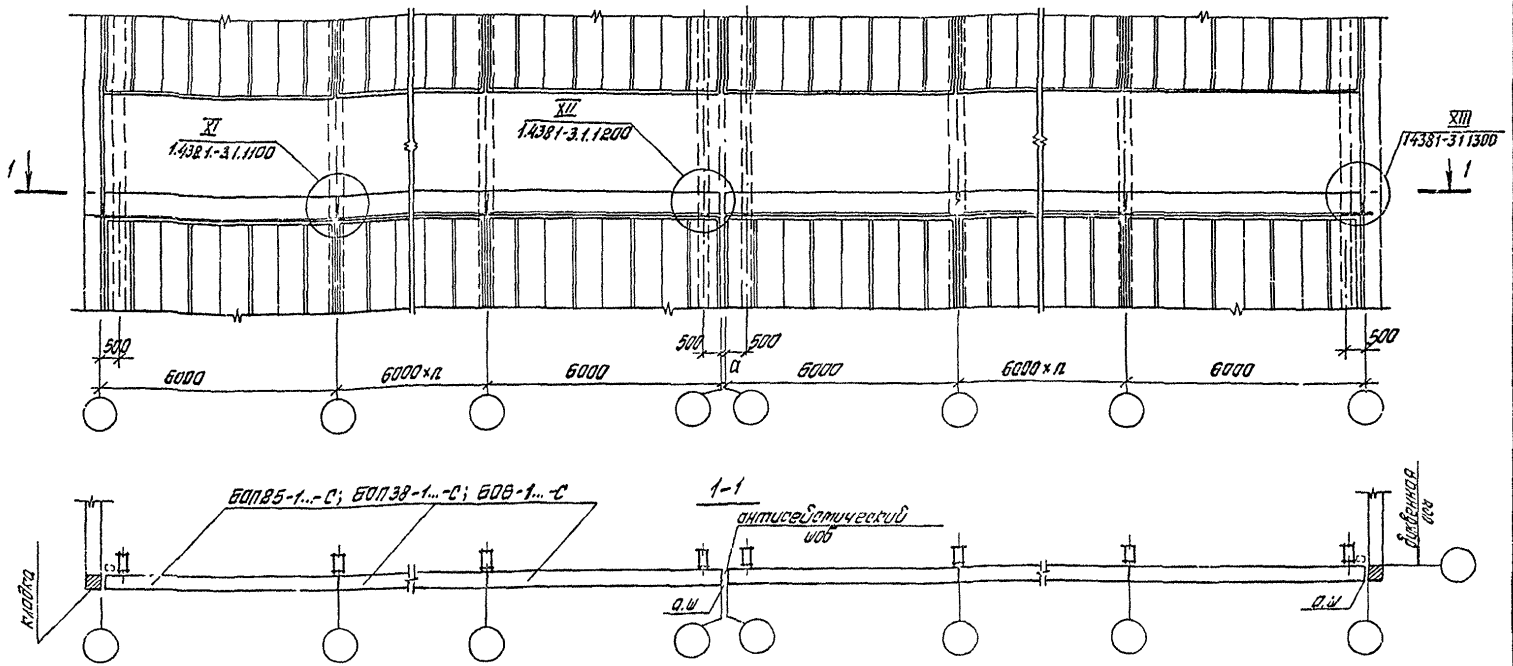 XI
1.438.1-3.1.1100
XII
1.438.1-3.1.1200
XIII
1.4381-3.1 1300
1
1
500
500
500
500
6000
6000×n
6000
a
6000
6000×n
6000
БОП85-1...-С; БОП38-1...-С; БОВ-1...-С
1-1
антисейсмический
шов
буквенная
ось
кладка
а.ш
а.ш